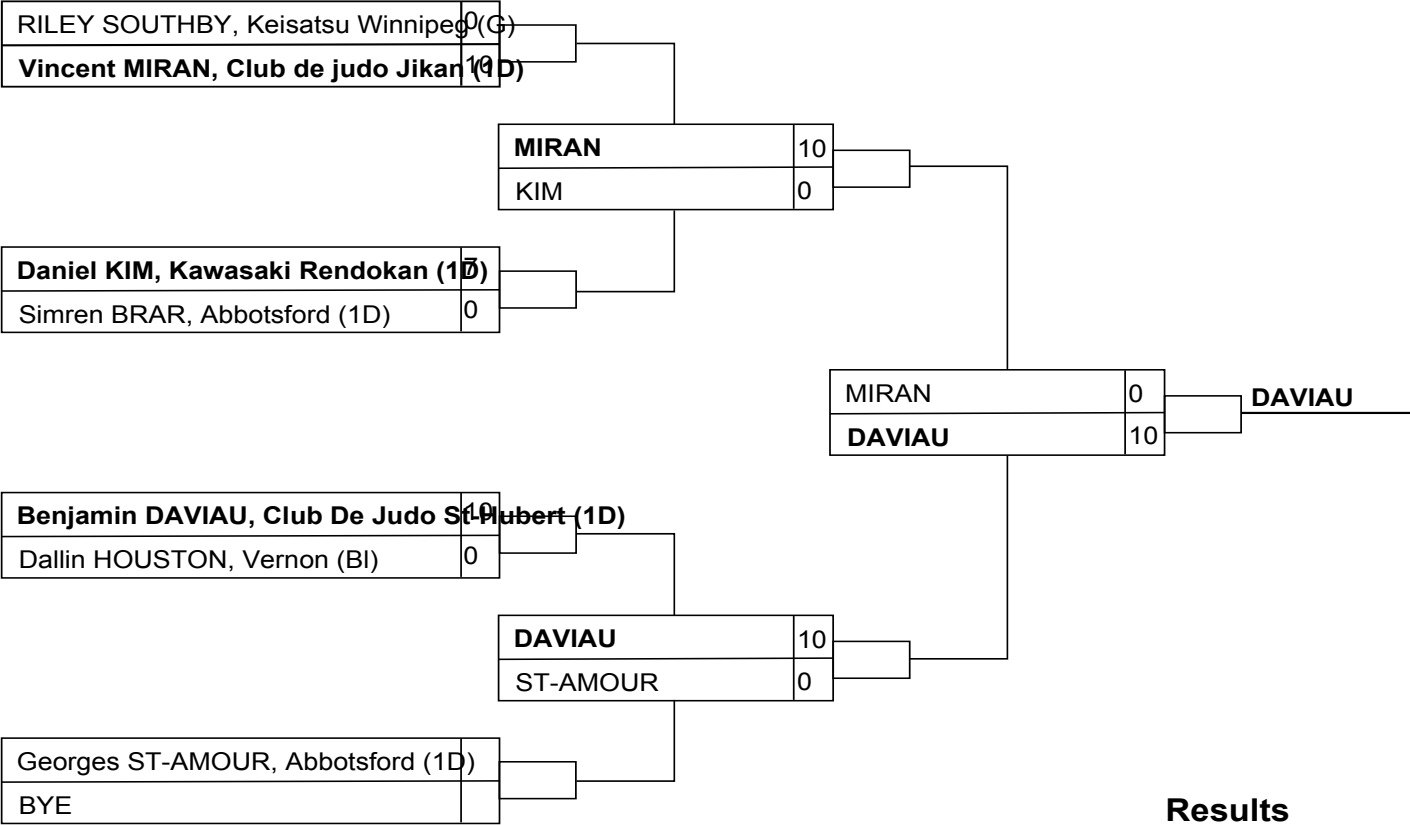 RILEY SOUTHBY, Keisatsu Winnipeg (G) 0
Vincent MIRAN, Club de judo Jikan (1D) 10
MIRAN 10
KIM 0
Daniel KIM, Kawasaki Rendokan (1D) 7
Simren BRAR, Abbotsford (1D) 0
MIRAN 0
DAVIAU 10
DAVIAU
Benjamin DAVIAU, Club De Judo St-Hubert (1D) 10
Dallin HOUSTON, Vernon (BI) 0
DAVIAU 10
ST-AMOUR 0
Georges ST-AMOUR, Abbotsford (1D)
BYE
Results